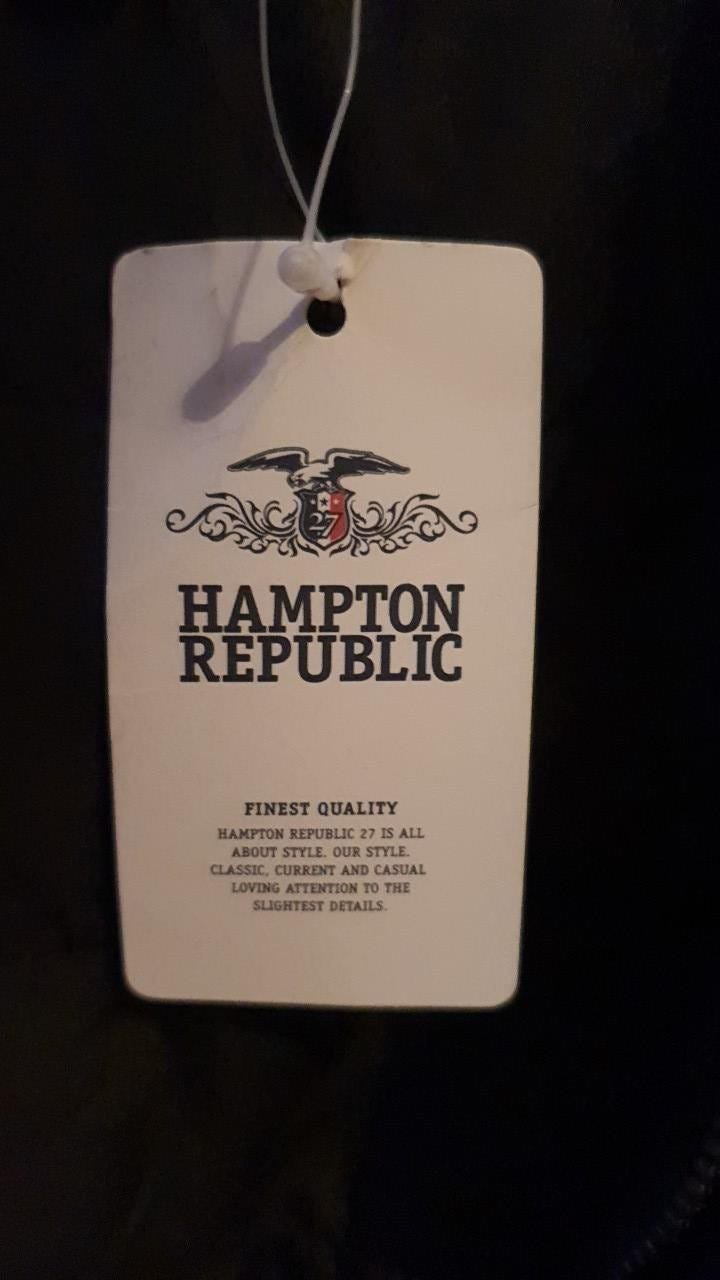 27
HAMPTON
REPUBLIC
FINEST QUALITY
HAMPTON REPUBLIC 27 IS ALL
ABOUT STYLE. OUR STYLE.
CLASSIC, CURRENT AND CASUAL
LOVING ATTENTION TO THE
SLIGHTEST DETAILS.